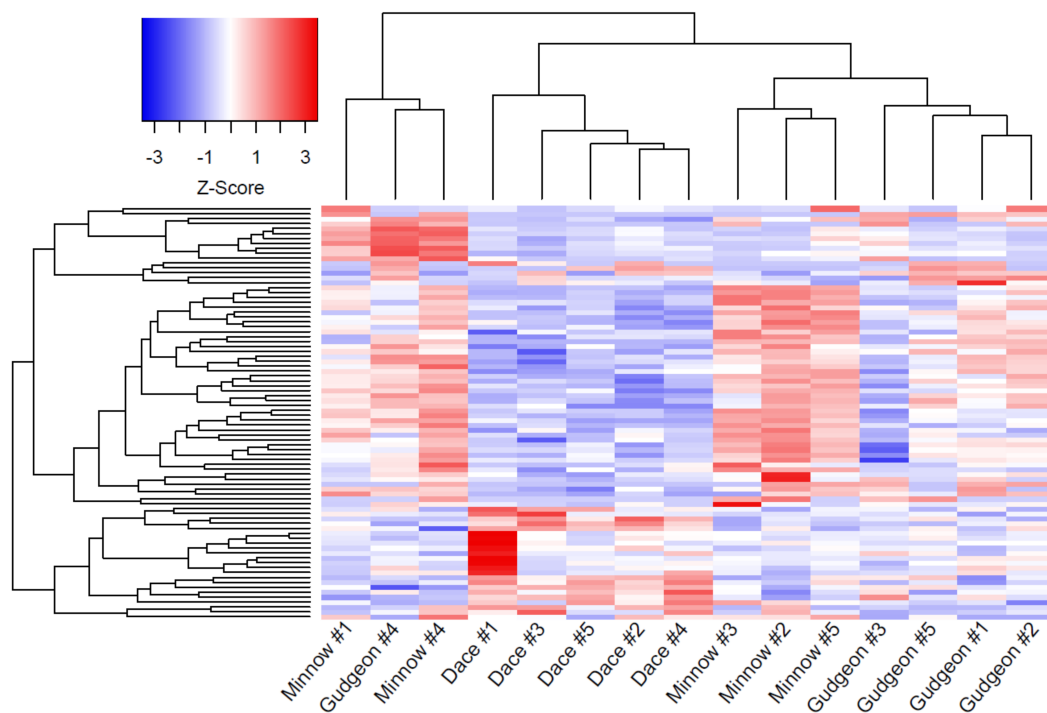 -3 -1 1 3
Z-Score
Minnow #1
Gudgeon #4
Minnow #4
Dace #1
Dace #3
Dace #5
Dace #2
Dace #4
Minnow #3
Minnow #2
Minnow #5
Gudgeon #3
Gudgeon #5
Gudgeon #1
Gudgeon #2